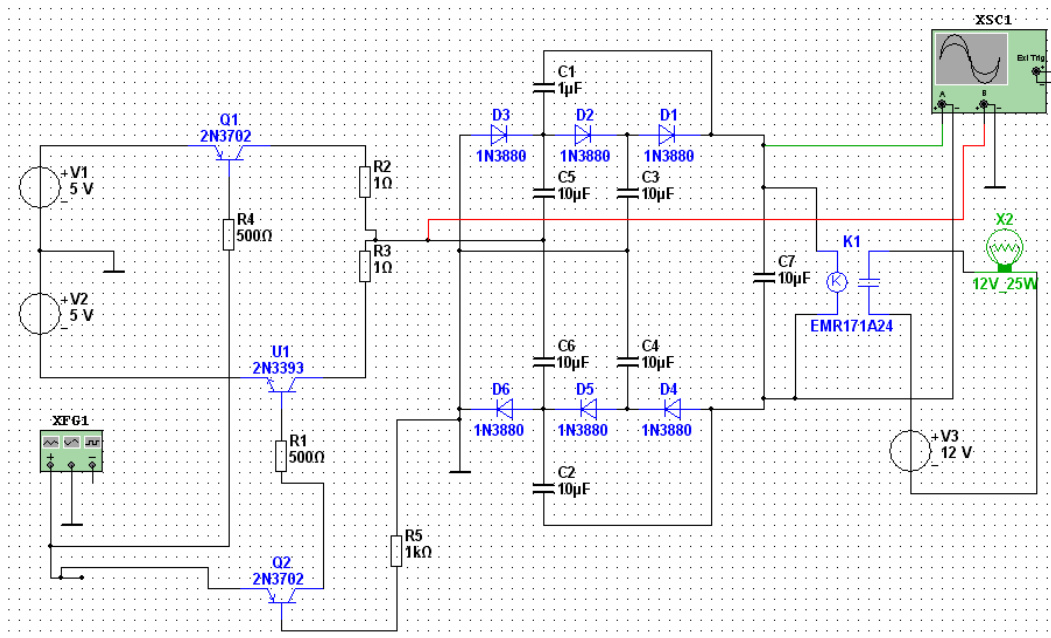 XSC1
Ext Trig
+
-
A
B
+
-
+
-
C1
1µF
D3
D2
D1
1N3880
1N3880
1N3880
Q1
2N3702
+
V1
5 V
-
R2
1Ω
C5
10µF
C3
10µF
R4
500Ω
R3
1Ω
X2
12V_25W
K1
K
EMR171A24
C7
10µF
+
V2
5 V
-
U1
2N3393
C6
10µF
C4
10µF
D6
D5
D4
1N3880
1N3880
1N3880
XFG1
+
-
R1
500Ω
+
V3
12 V
-
C2
10µF
R5
1kΩ
Q2
2N3702